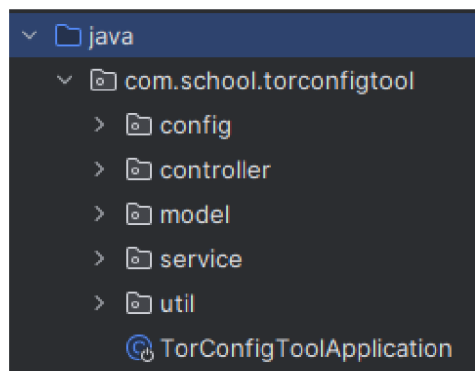 java
com.school.torconfigtool
config
controller
model
service
util
TorConfigToolApplication